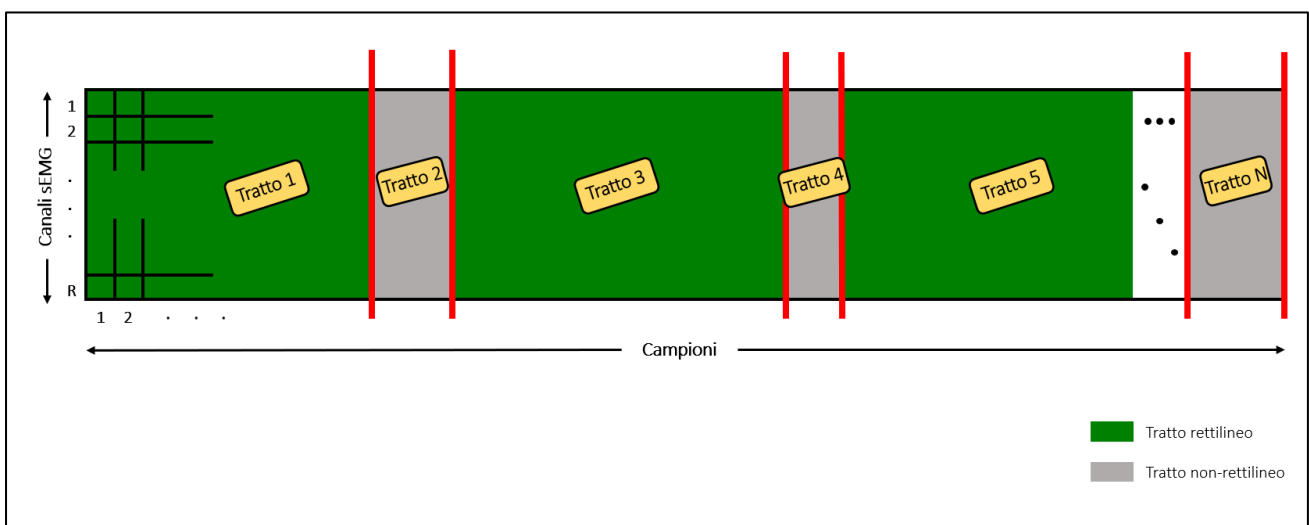 Canali sEMG
1
2
.
.
.
R
Tratto 1
Tratto 2
Tratto 3
Tratto 4
Tratto 5
Tratto N
1 2 . . .
Campioni
Tratto rettilineo
Tratto non-rettilineo